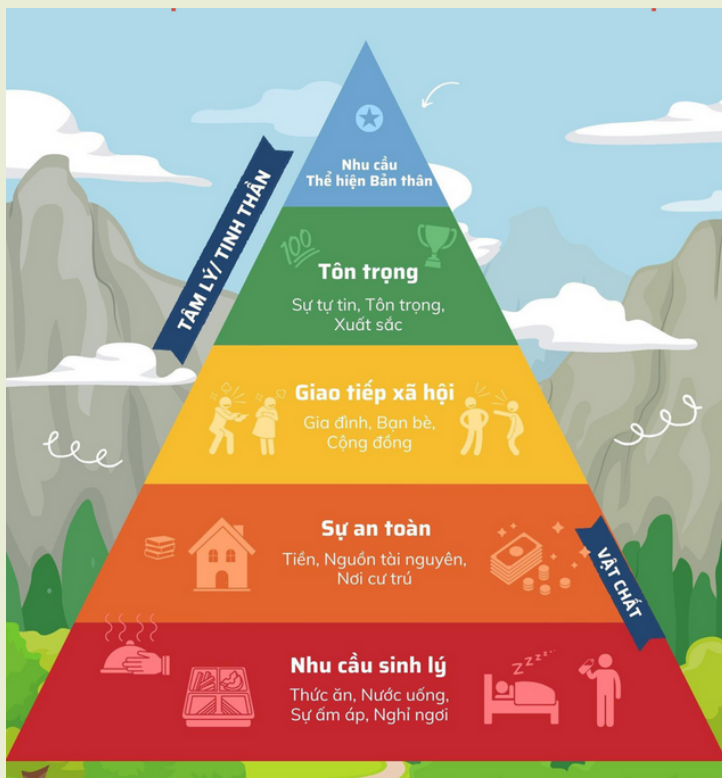 Nhu cầu
Thể hiện Bản thân
TÂM LÝ/ TINH THẦN
100
Tôn trọng
Sự tự tin, Tôn trọng,
Xuất sắc
Giao tiếp xã hội
Gia đình, Bạn bè,
Cộng đồng
Sự an toàn
Tiền, Nguồn tài nguyên,
Nơi cư trú
VẬT CHẤT
Nhu cầu sinh lý
Thức ăn, Nước uống,
Sự ấm áp, Nghỉ ngơi
zzzz